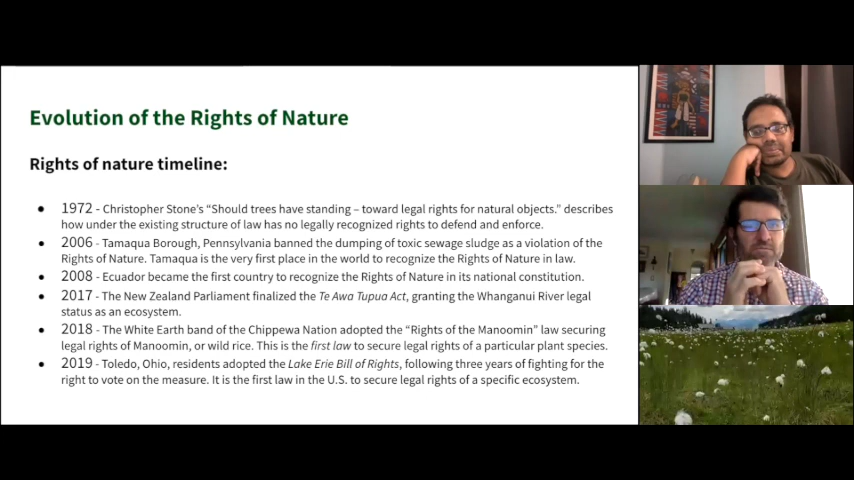 Evolution of the Rights of Nature
Rights of nature timeline:
● 1972 - Christopher Stone's “Should trees have standing – toward legal rights for natural objects.” describes
how under the existing structure of law has no legally recognized rights to defend and enforce.
● 2006 - Tamaqua Borough, Pennsylvania banned the dumping of toxic sewage sludge as a violation of the
Rights of Nature. Tamaqua is the very first place in the world to recognize the Rights of Nature in law.
● 2008 - Ecuador became the first country to recognize the Rights of Nature in its national constitution.
● 2017 - The New Zealand Parliament finalized the Te Awa Tupua Act, granting the Whanganui River legal
status as an ecosystem.
● 2018 - The White Earth band of the Chippewa Nation adopted the “Rights of the Manoomin” law securing
legal rights of Manoomin, or wild rice. This is the first law to secure legal rights of a particular plant species.
● 2019 - Toledo, Ohio, residents adopted the Lake Erie Bill of Rights, following three years of fighting for the
right to vote on the measure. It is the first law in the U.S. to secure legal rights of a specific ecosystem.